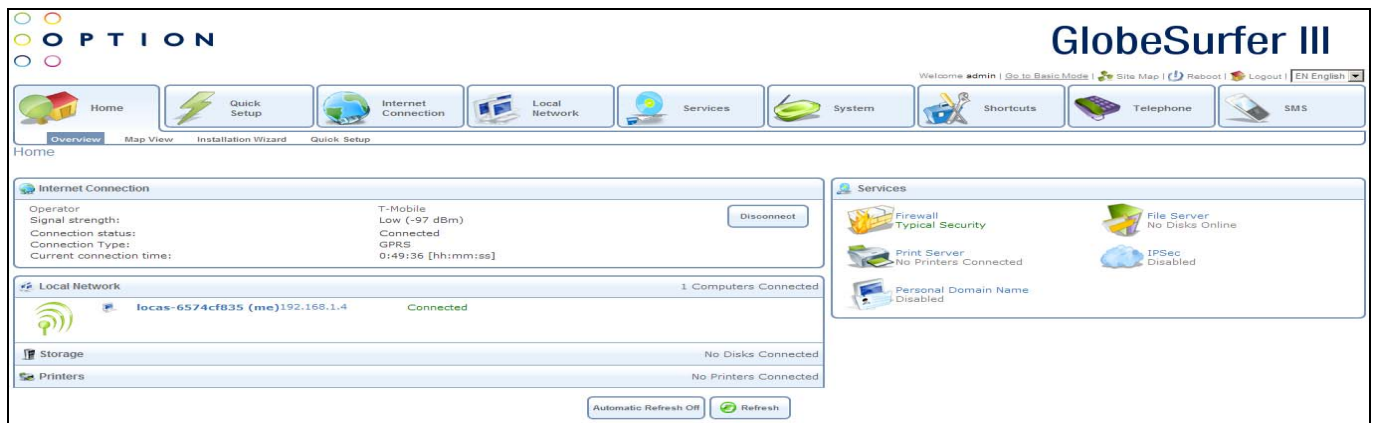 OPTION
GlobeSurfer III
Welcome admin | Go to Basic Mode | Site Map | Reboot | Logout | EN English
Home
Quick Setup
Internet Connection
Local Network
Services
System
Shortcuts
Telephone
SMS
Overview Map View Installation Wizard Quick Setup
Home
Internet Connection
Operator T-Mobile
Signal strength: Low (-97 dBm)
Disconnect
Connection status: Connected
Connection Type: GPRS
Current connection time: 0:49:36 [hh:mm:ss]
Local Network 1 Computers Connected
locas-6574cf835 (me)192.168.1.4 Connected
Storage No Disks Connected
Printers No Printers Connected
Services
Firewall
Typical Security
File Server
No Disks Online
Print Server
No Printers Connected
IPSec
Disabled
Personal Domain Name
Disabled
Automatic Refresh Off Refresh